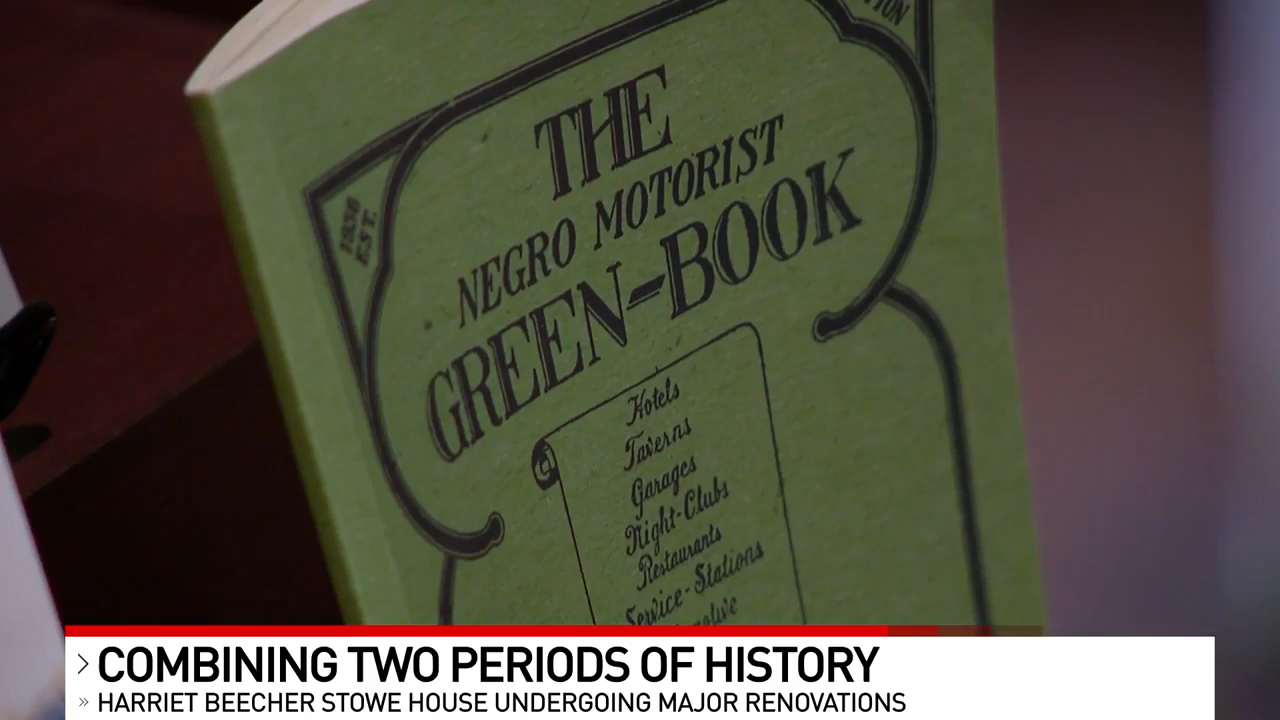 THE
NEGRO MOTORIST
GREEN-BOOK
1936
EST.
Hotels
Taverns
Garages
Night-Clubs
Restaurants
Service-Stations
COMBINING TWO PERIODS OF HISTORY
HARRIET BEECHER STOWE HOUSE UNDERGOING MAJOR RENOVATIONS